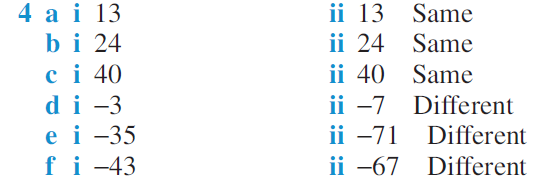 4 a i 13 ii 13 Same
b i 24 ii 24 Same
c i 40 ii 40 Same
d i –3 ii –7 Different
e i –35 ii –71 Different
f i –43 ii –67 Different